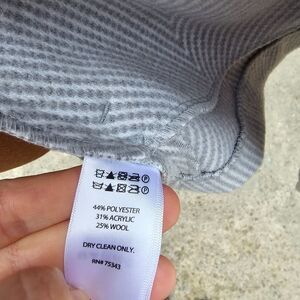 44% POLYESTER
31% ACRYLIC
25% WOOL
DRY CLEAN ONLY.
RN# 75343